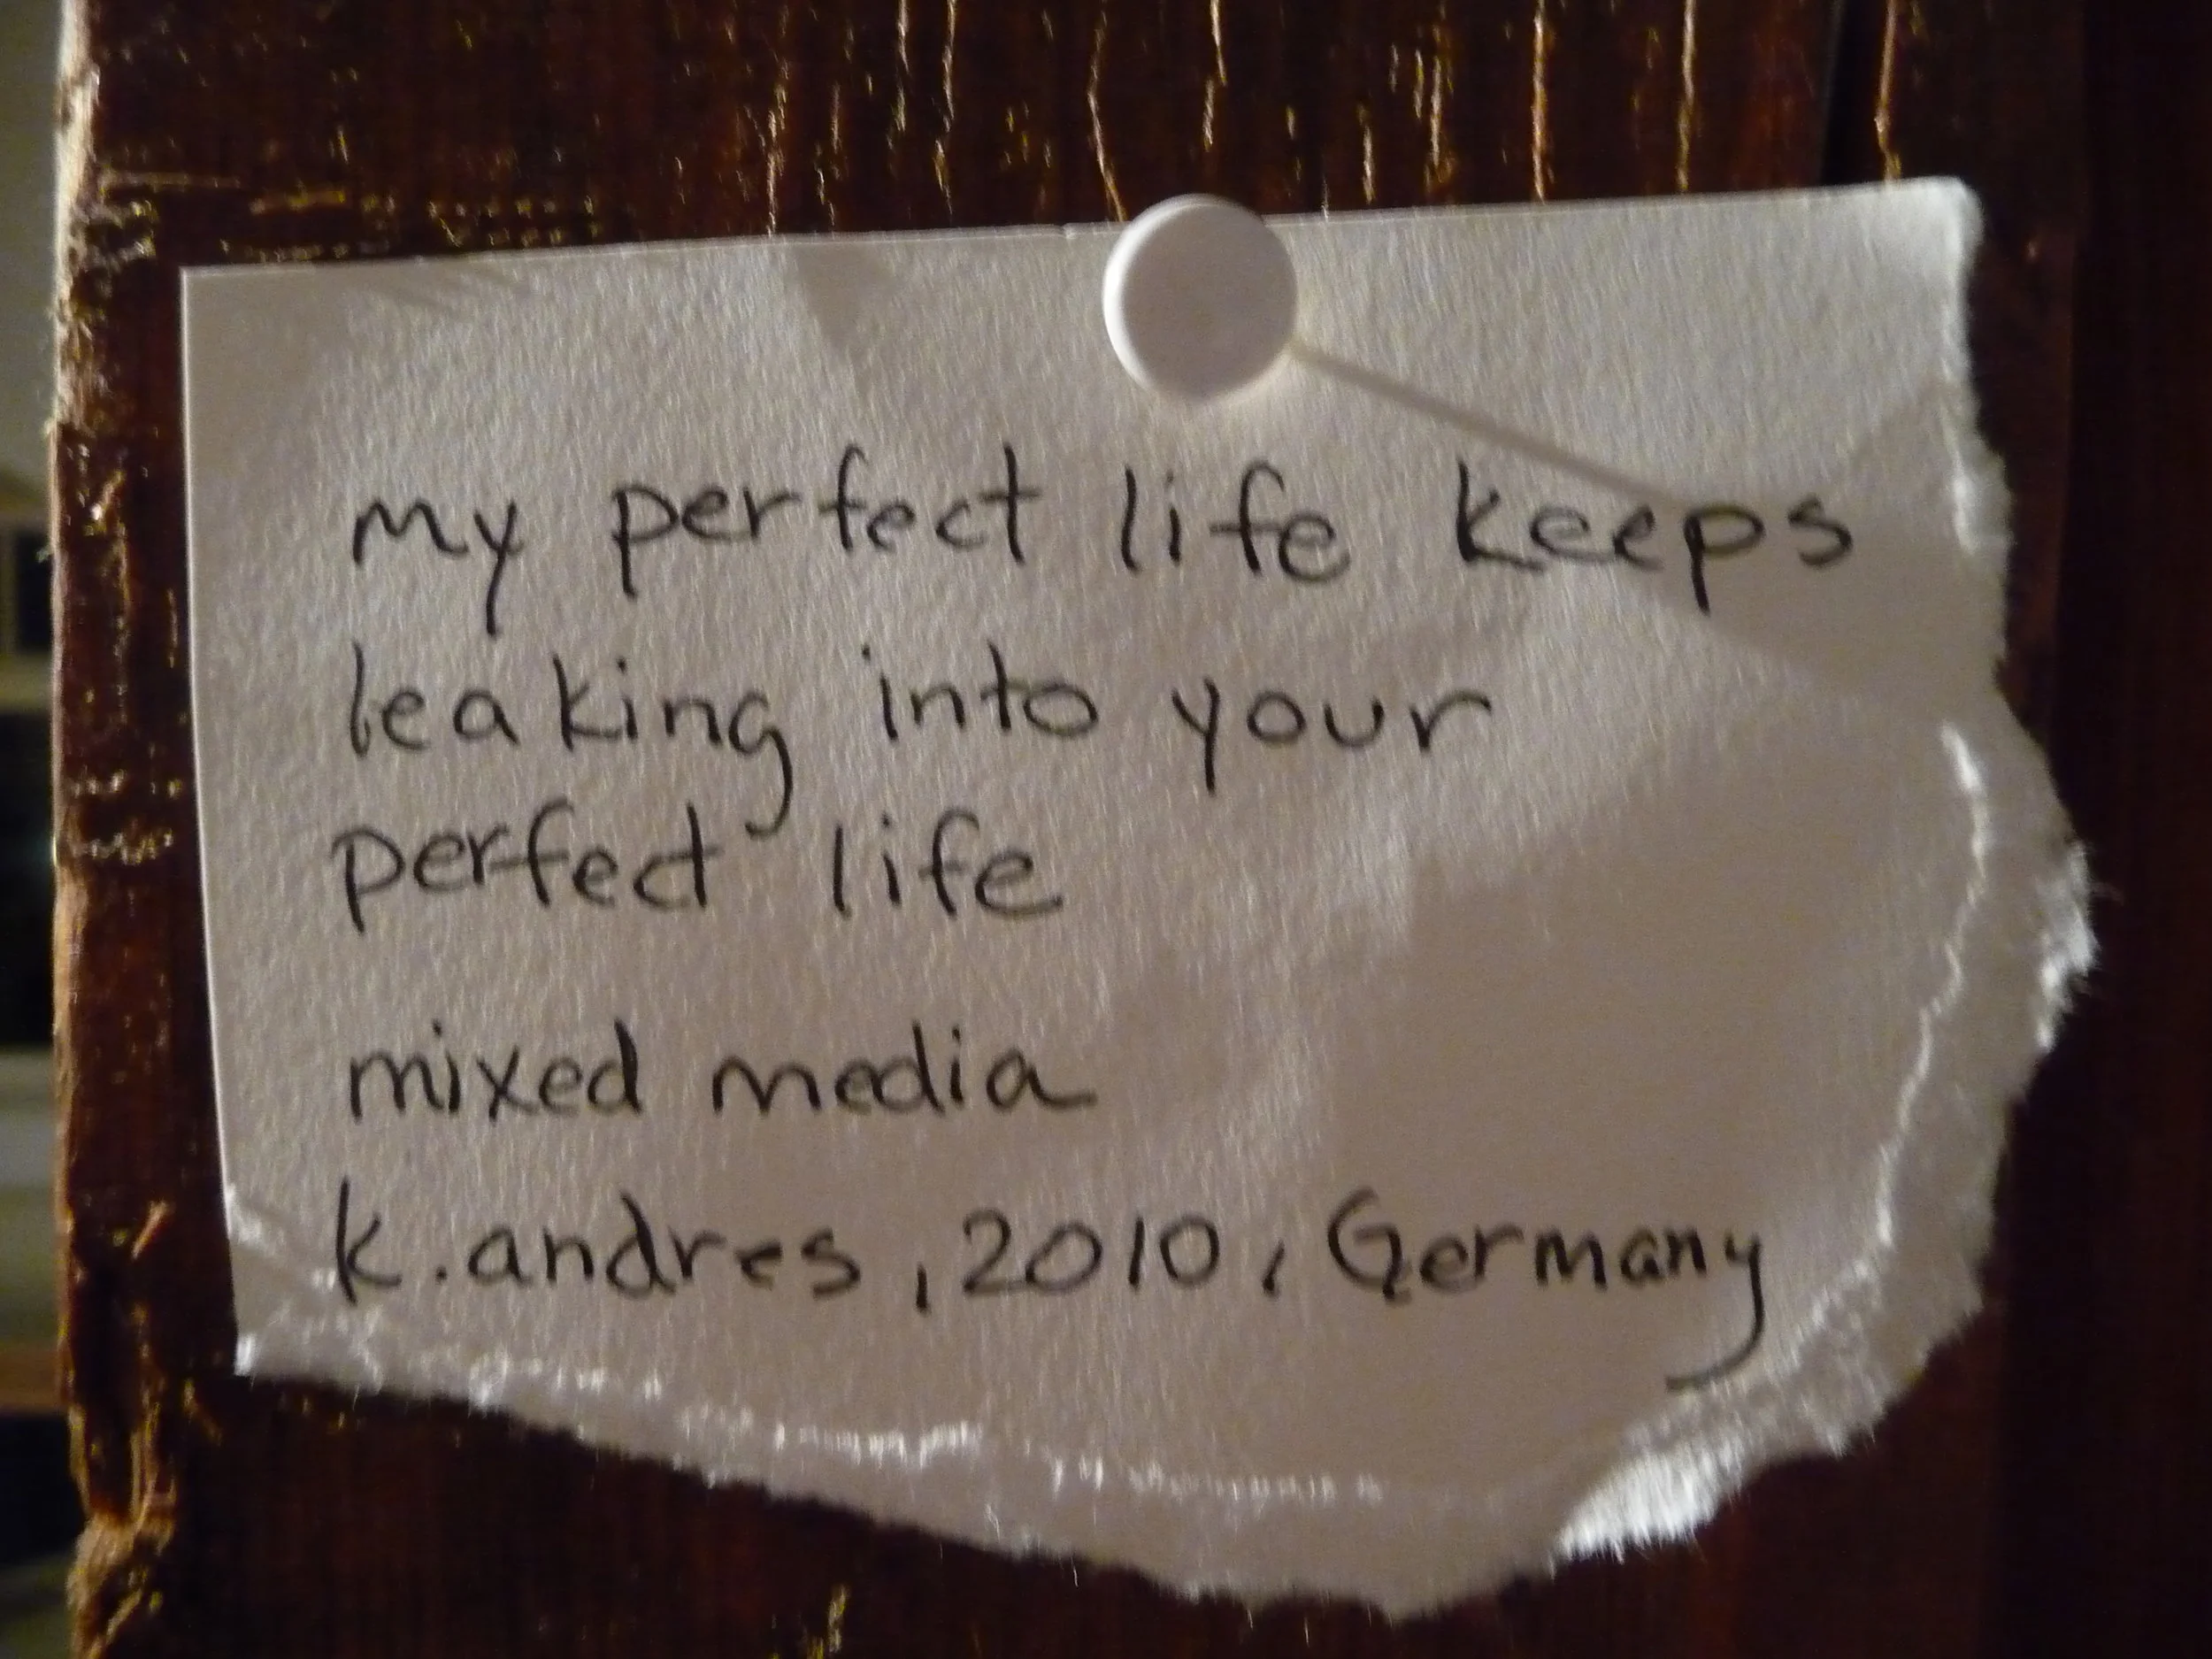 my perfect life keeps
leaking into your
perfect life
mixed media
k.andres, 2010, Germany